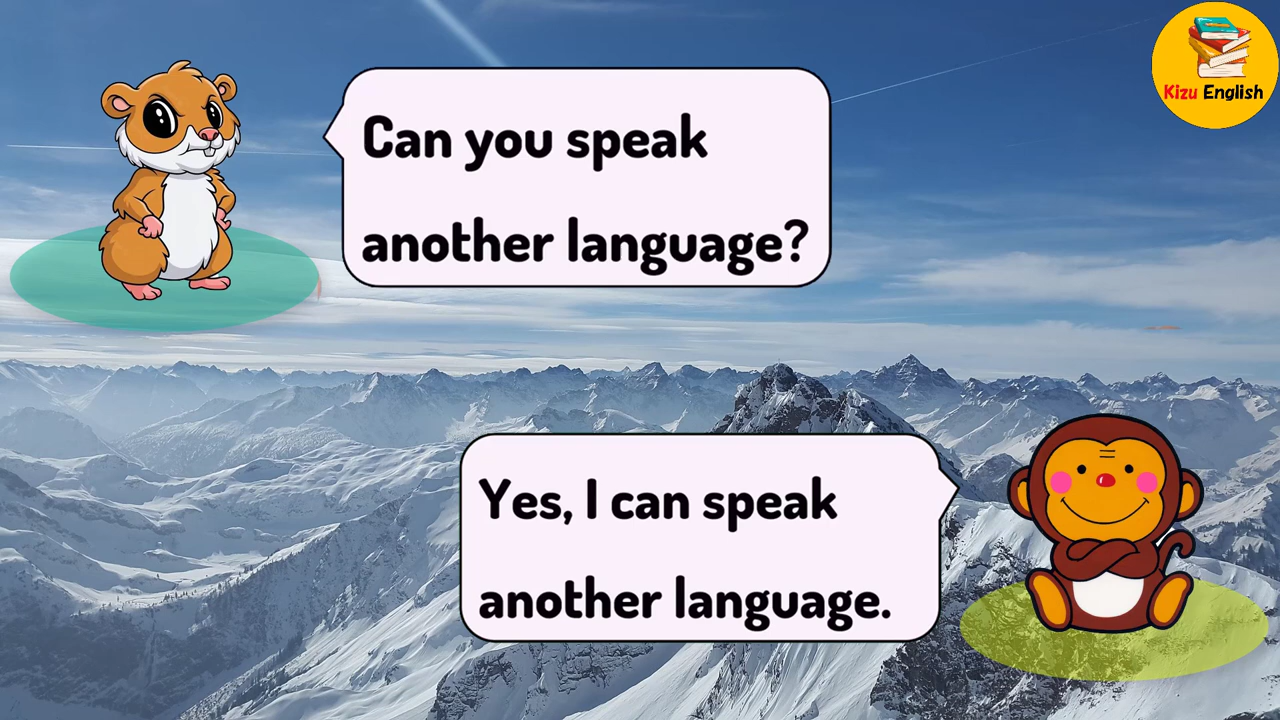 Kizu English
Can you speak
another language?
Yes, I can speak
another language.